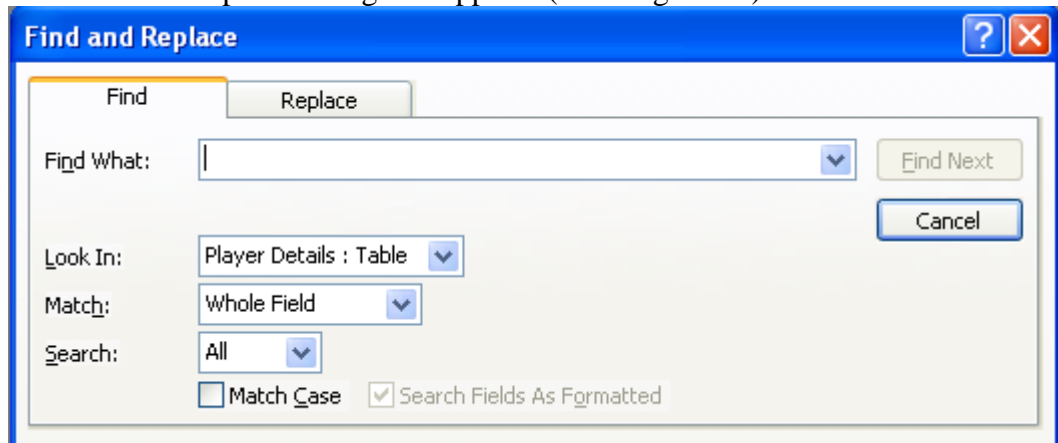 Find and Replace
Find Replace
Find What: Find Next
Cancel
Look In: Player Details : Table
Match: Whole Field
Search: All
Match Case Search Fields As Formatted